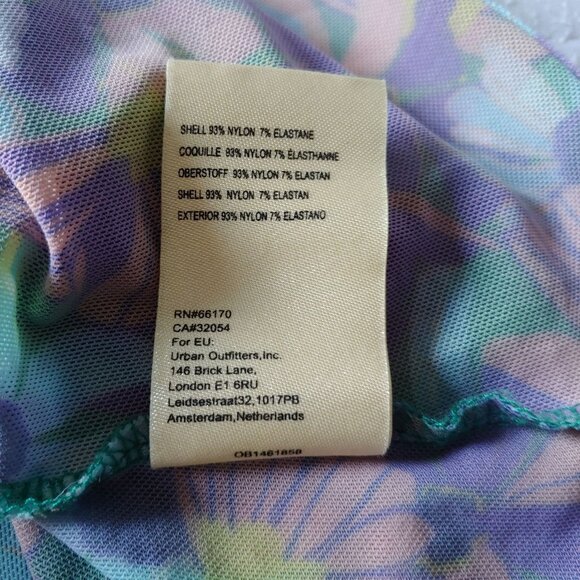 SHELL 93% NYLON 7% ELASTANE
COQUILLE 93% NYLON 7% ÉLASTHANNE
OBERSTOFF 93% NYLON 7% ELASTAN
SHELL 93% NYLON 7% ELASTAN
EXTERIOR 93% NYLON 7% ELASTANO
RN#66170
CA#32054
For EU:
Urban Outfitters,Inc.
146 Brick Lane,
London E1 6RU
Leidsestraat32,1017PB
Amsterdam,Netherlands
OB1461858